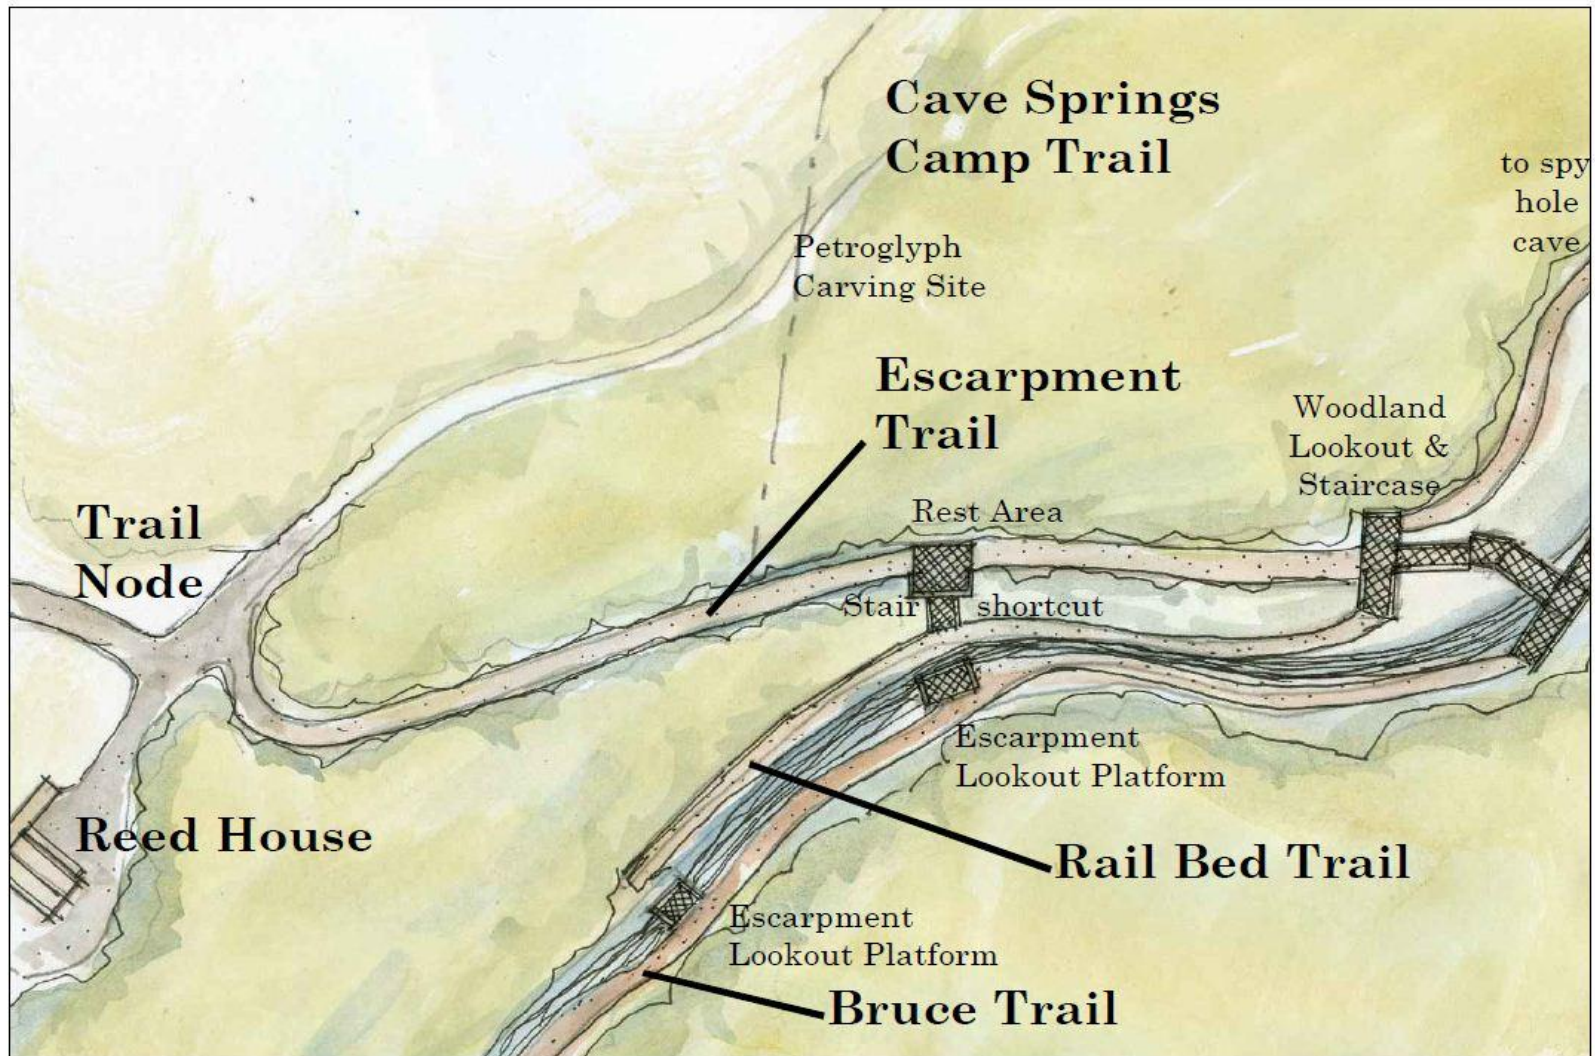 Cave Springs
Camp Trail
to spy
hole
cave
Petroglyph
Carving Site
Escarpment
Trail
Woodland
Lookout &
Staircase
Rest Area
Trail
Node
Stair shortcut
Escarpment
Lookout Platform
Reed House
Rail Bed Trail
Escarpment
Lookout Platform
Bruce Trail